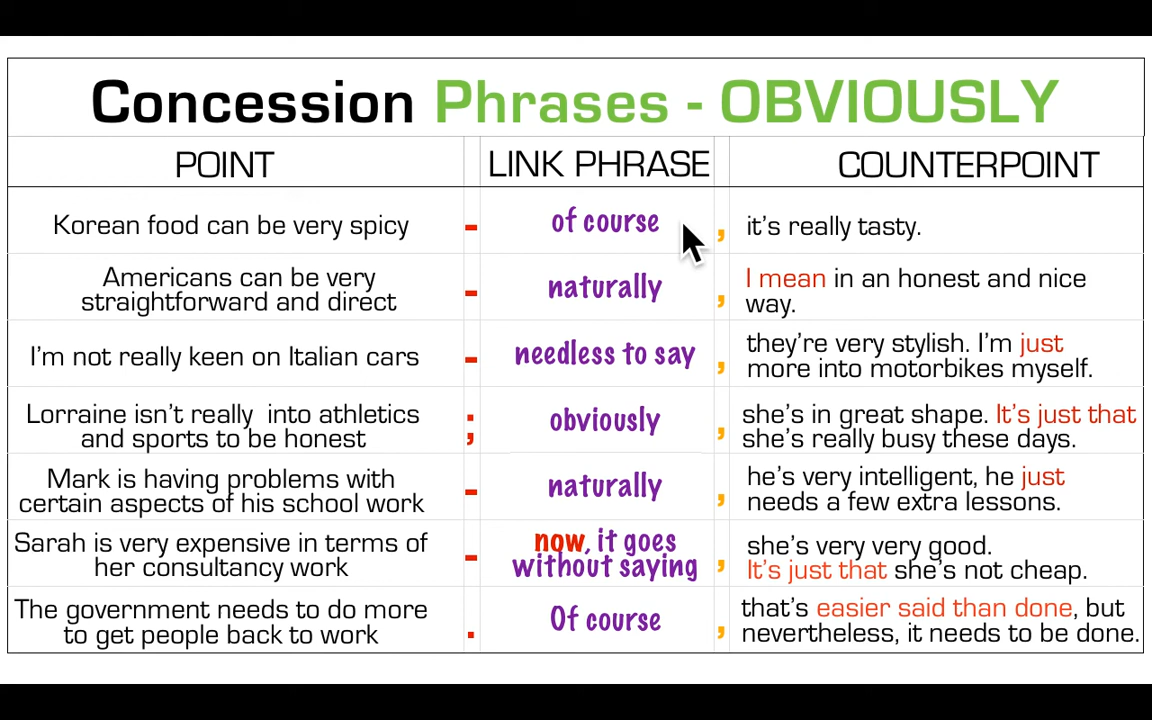 Concession Phrases - OBVIOUSLY
POINT LINK PHRASE COUNTERPOINT
Korean food can be very spicy - of course , it's really tasty.
Americans can be very
straightforward and direct - naturally , I mean in an honest and nice
way.
I'm not really keen on Italian cars - needless to say , they're very stylish. I'm just
more into motorbikes myself.
Lorraine isn't really into athletics
and sports to be honest ; obviously , she's in great shape. It's just that
she's really busy these days.
Mark is having problems with
certain aspects of his school work - naturally , he's very intelligent, he just
needs a few extra lessons.
Sarah is very expensive in terms of
her consultancy work - now, it goes
without saying , she's very very good.
It's just that she's not cheap.
The government needs to do more
to get people back to work . Of course , that's easier said than done, but
nevertheless, it needs to be done.